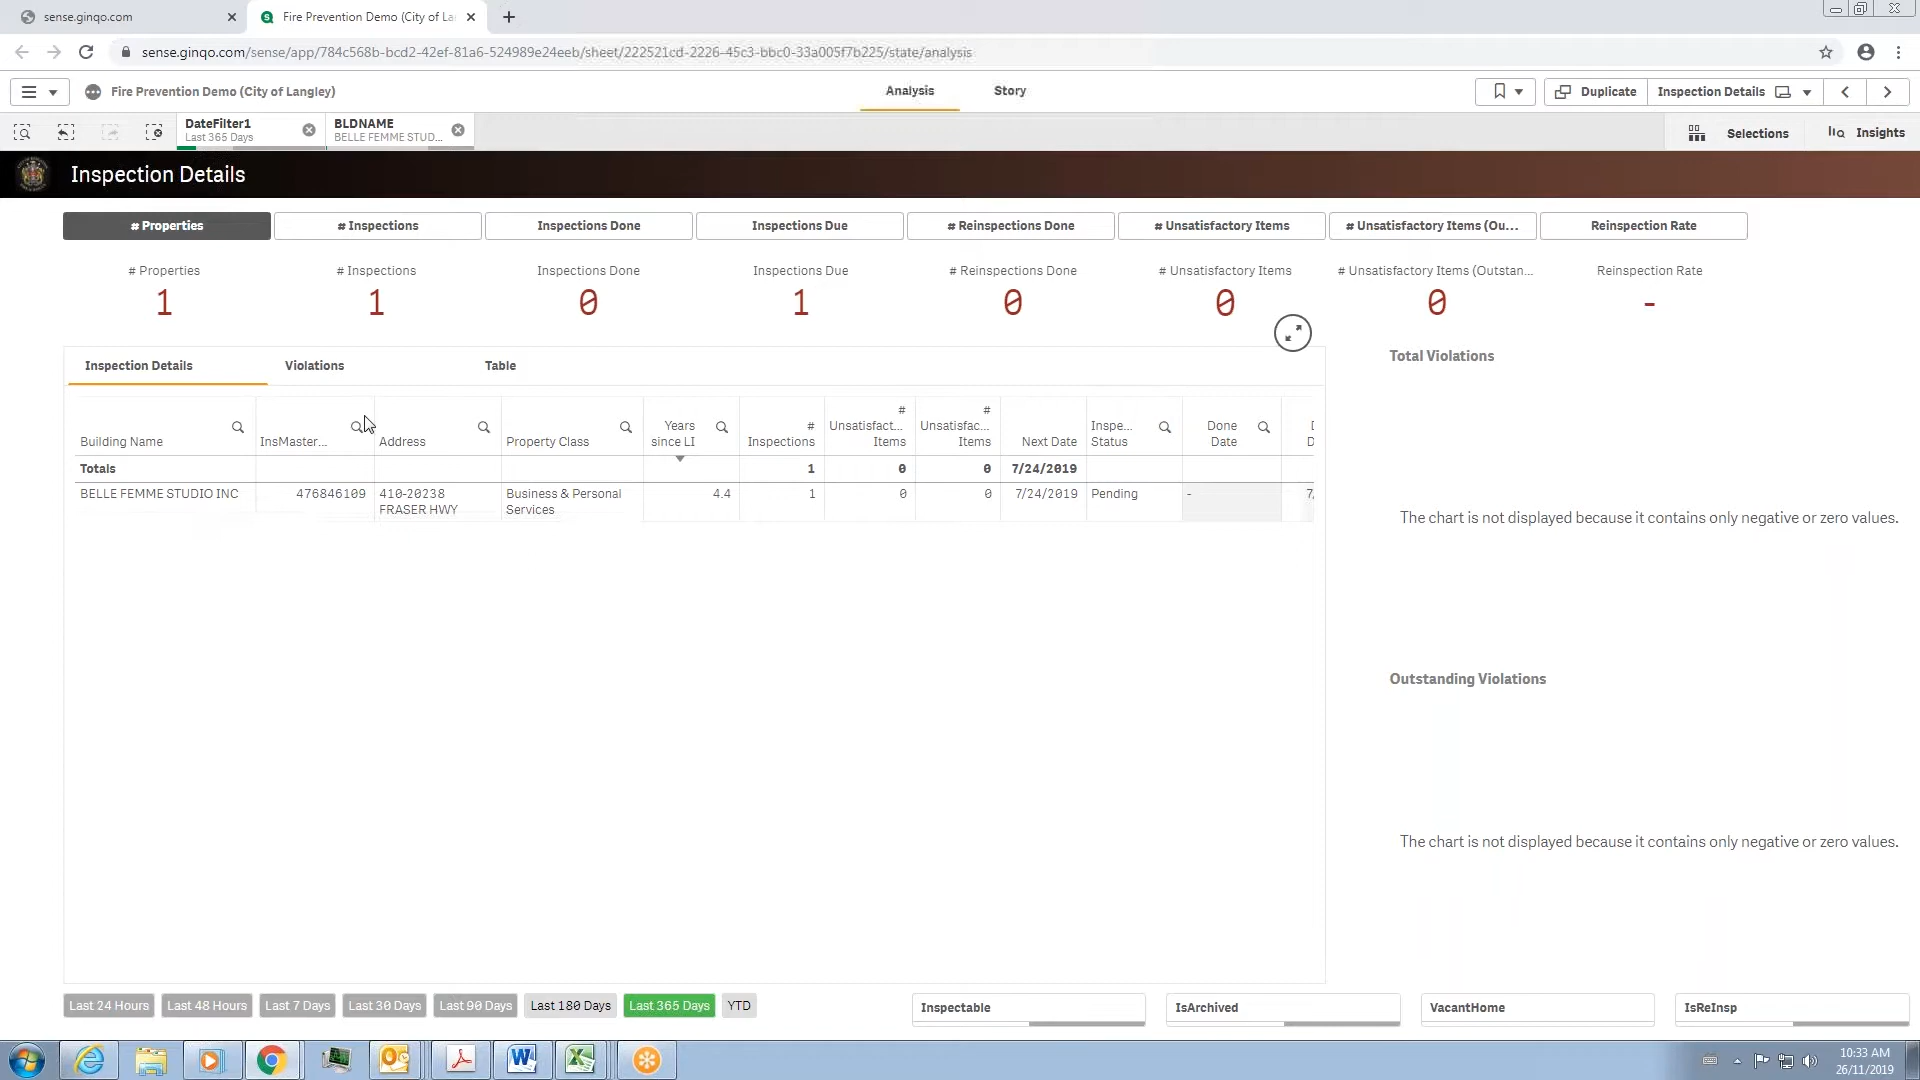 sense.ginqo.com
Fire Prevention Demo (City of La
sense.ginqo.com/sense/app/784c568b-bcd2-42ef-81a6-524989e24eeb/sheet/222521cd-2226-45c3-bbc0-33a005f7b225/state/analysis
Fire Prevention Demo (City of Langley)
Analysis
Story
Duplicate
Inspection Details
DateFilter1
Last 365 Days
BLDNAME
BELLE FEMME STUD...
Selections
Insights
Inspection Details
# Properties
# Inspections
Inspections Done
Inspections Due
# Reinspections Done
# Unsatisfactory Items
# Unsatisfactory Items (Ou...
Reinspection Rate
# Properties
1
# Inspections
1
Inspections Done
0
Inspections Due
1
# Reinspections Done
0
# Unsatisfactory Items
0
# Unsatisfactory Items (Outstan...
0
Reinspection Rate
-
Inspection Details
Violations
Table
Building Name
InsMaster...
Address
Property Class
Years since LI
# Inspections
# Unsatisfact... Items
# Unsatisfac... Items
Next Date
Inspe... Status
Done Date
Totals 1 0 0 7/24/2019
BELLE FEMME STUDIO INC 476846109 410-20238 FRASER HWY Business & Personal Services 4.4 1 0 0 7/24/2019 Pending - 7/
Total Violations
The chart is not displayed because it contains only negative or zero values.
Outstanding Violations
The chart is not displayed because it contains only negative or zero values.
Last 24 Hours
Last 48 Hours
Last 7 Days
Last 30 Days
Last 90 Days
Last 180 Days
Last 365 Days
YTD
Inspectable
IsArchived
VacantHome
IsReInsp
10:33 AM
26/11/2019